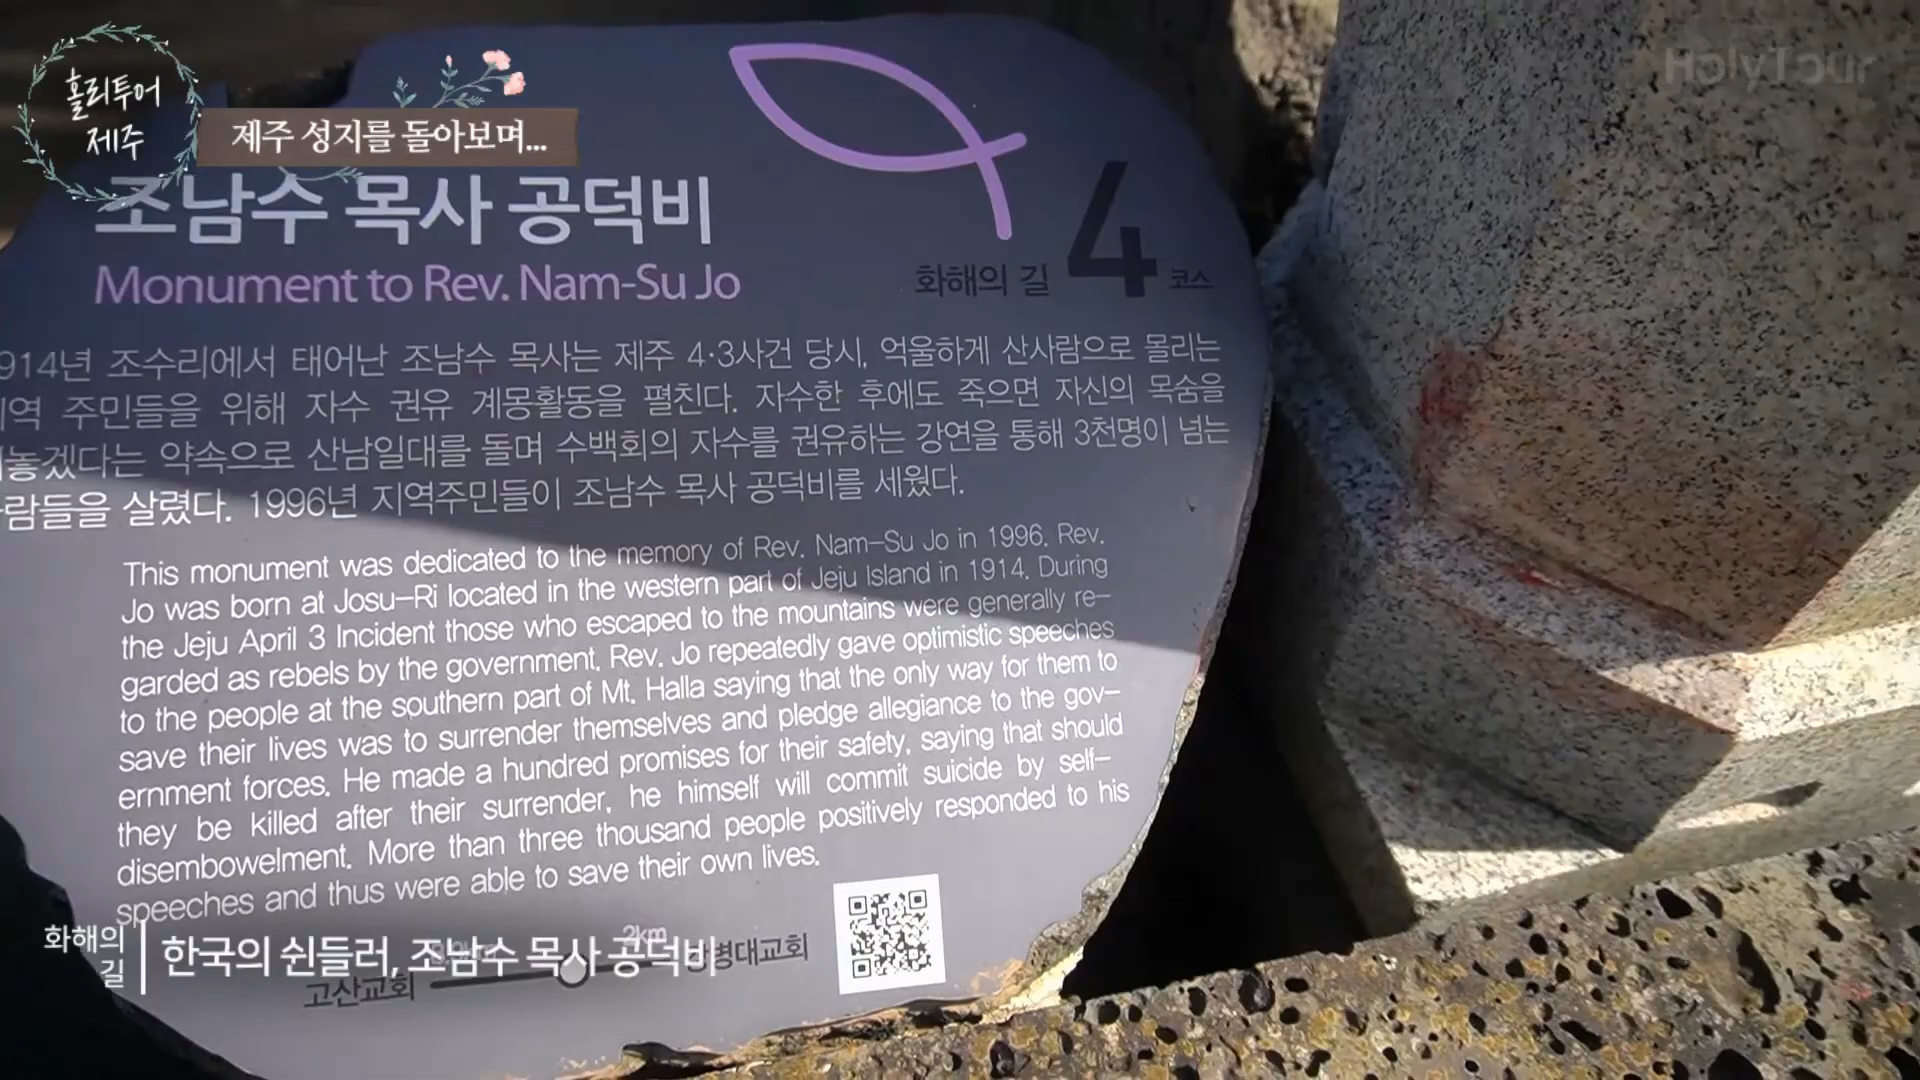 홀리투어
제주
제주 성지를 돌아보며...
HolyTour
조남수 목사 공덕비
Monument to Rev. Nam-Su Jo
화해의 길 4 코스
914년 조수리에서 태어난 조남수 목사는 제주 4·3사건 당시, 억울하게 산사람으로 몰리는
역 주민들을 위해 자수 권유 계몽활동을 펼친다. 자수한 후에도 죽으면 자신의 목숨을
놓겠다는 약속으로 산남일대를 돌며 수백회의 자수를 권유하는 강연을 통해 3천명이 넘는
람들을 살렸다. 1996년 지역주민들이 조남수 목사 공덕비를 세웠다.
This monument was dedicated to the memory of Rev. Nam-Su Jo in 1996. Rev.
Jo was born at Josu-Ri located in the western part of Jeju Island in 1914. During
the Jeju April 3 Incident those who escaped to the mountains were generally re-
garded as rebels by the government. Rev. Jo repeatedly gave optimistic speeches
to the people at the southern part of Mt. Halla saying that the only way for them to
save their lives was to surrender themselves and pledge allegiance to the gov-
ernment forces. He made a hundred promises for their safety, saying that should
they be killed after their surrender, he himself will commit suicide by self-
disembowelment. More than three thousand people positively responded to his
speeches and thus were able to save their own lives.
2km
고산교회
병대교회
화해의
길
한국의 쉰들러, 조남수 목사 공덕비